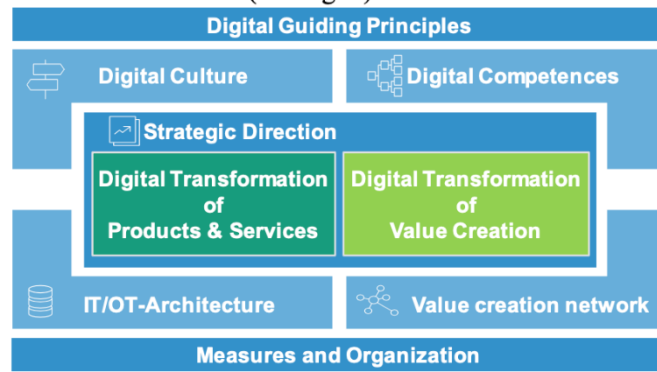 Digital Guiding Principles
Digital Culture
Digital Competences
Strategic Direction
Digital Transformation
of
Products & Services
Digital Transformation
of
Value Creation
IT/OT-Architecture
Value creation network
Measures and Organization